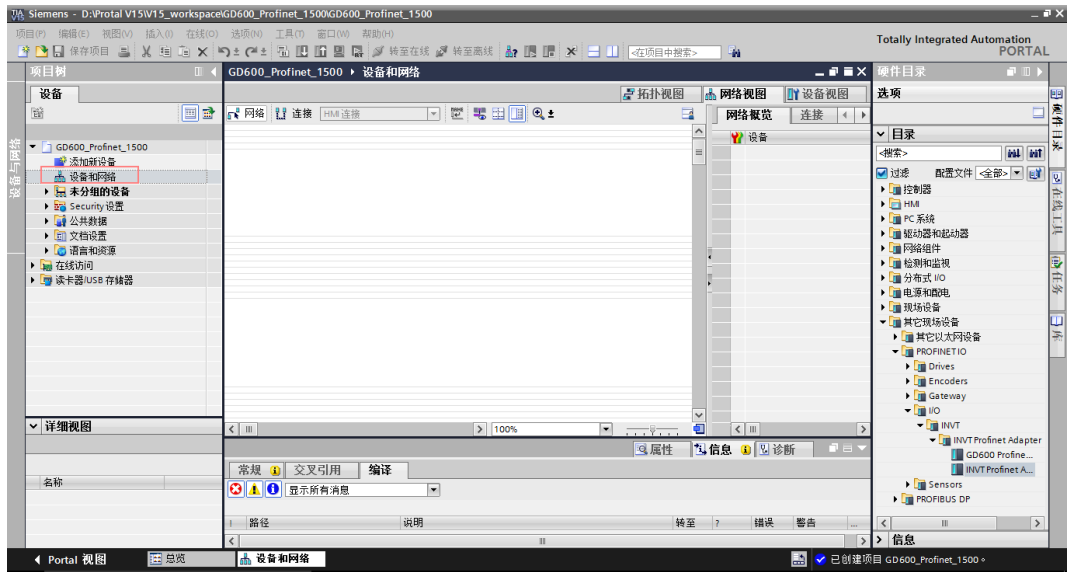 Siemens - D:\Protal V15\V15_workspace\GD600_Profinet_1500\GD600_Profinet_1500
项目(P) 编辑(E) 视图(V) 插入(I) 在线(O) 选项(N) 工具(T) 窗口(W) 帮助(H)
Totally Integrated Automation
PORTAL
保存项目 转至在线 转至离线 <在项目中搜索>
项目树
GD600_Profinet_1500 ▸ 设备和网络
硬件目录
设备
拓扑视图 网络视图 设备视图
选项
网络 连接 HMI连接
网络概览 连接
设备
目录
<搜索>
过滤 配置文件 <全部>
GD600_Profinet_1500
添加新设备
设备和网络
未分组的设备
Security 设置
公共数据
文档设置
语言和资源
在线访问
读卡器/USB 存储器
控制器
HMI
PC 系统
驱动器和起动器
网络组件
检测和监视
分布式 I/O
电源和配电
现场设备
其它现场设备
其它以太网设备
PROFINET IO
Drives
Encoders
Gateway
I/O
INVT
INVT Profinet Adapter
GD600 Profine...
INVT Profinet A...
Sensors
PROFIBUS DP
设备与网络
硬件目录
在线工具
任务
库
100%
详细视图
名称
属性 信息 诊断
常规 交叉引用 编译
显示所有消息
! 路径 说明 转至 ? 错误 警告 ...
信息
Portal 视图 总览 设备和网络
已创建项目 GD600_Profinet_1500。